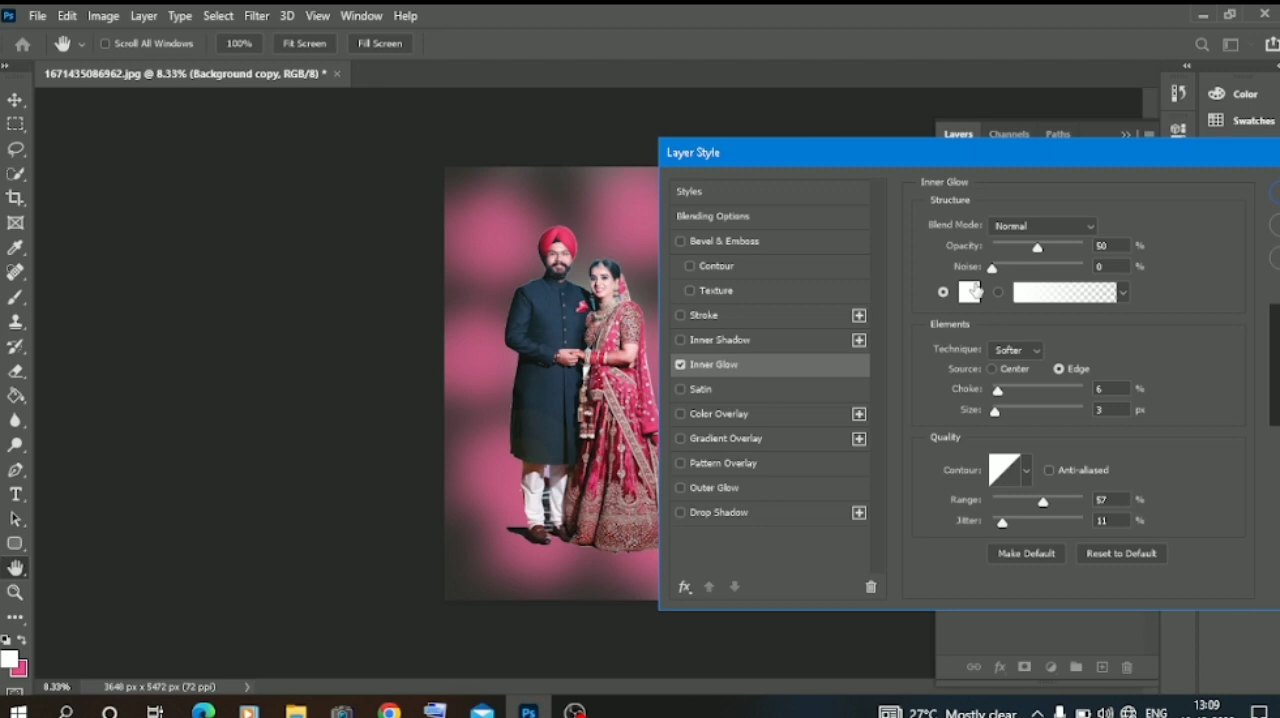 Ps File Edit Image Layer Type Select Filter 3D View Window Help
Scroll All Windows 100% Fit Screen Fill Screen
1671435086962.jpg @ 8.33% (Background copy, RGB/8) * ×
Color
Swatches
Layers Channels Paths
Layer Style
Styles
Blending Options
Bevel & Emboss
Contour
Texture
Stroke
Inner Shadow
Inner Glow
Satin
Color Overlay
Gradient Overlay
Pattern Overlay
Outer Glow
Drop Shadow
fx
Inner Glow
Structure
Blend Mode: Normal
Opacity: 50 %
Noise: 0 %
Elements
Technique: Softer
Source: Center Edge
Choke: 6 %
Size: 3 px
Quality
Contour: Anti-aliased
Range: 57 %
Jitter: 11 %
Make Default Reset to Default
fx
8.33% 3648 px x 5472 px (72 ppi)
Ps 27°C Mostly clear ENG 13:09